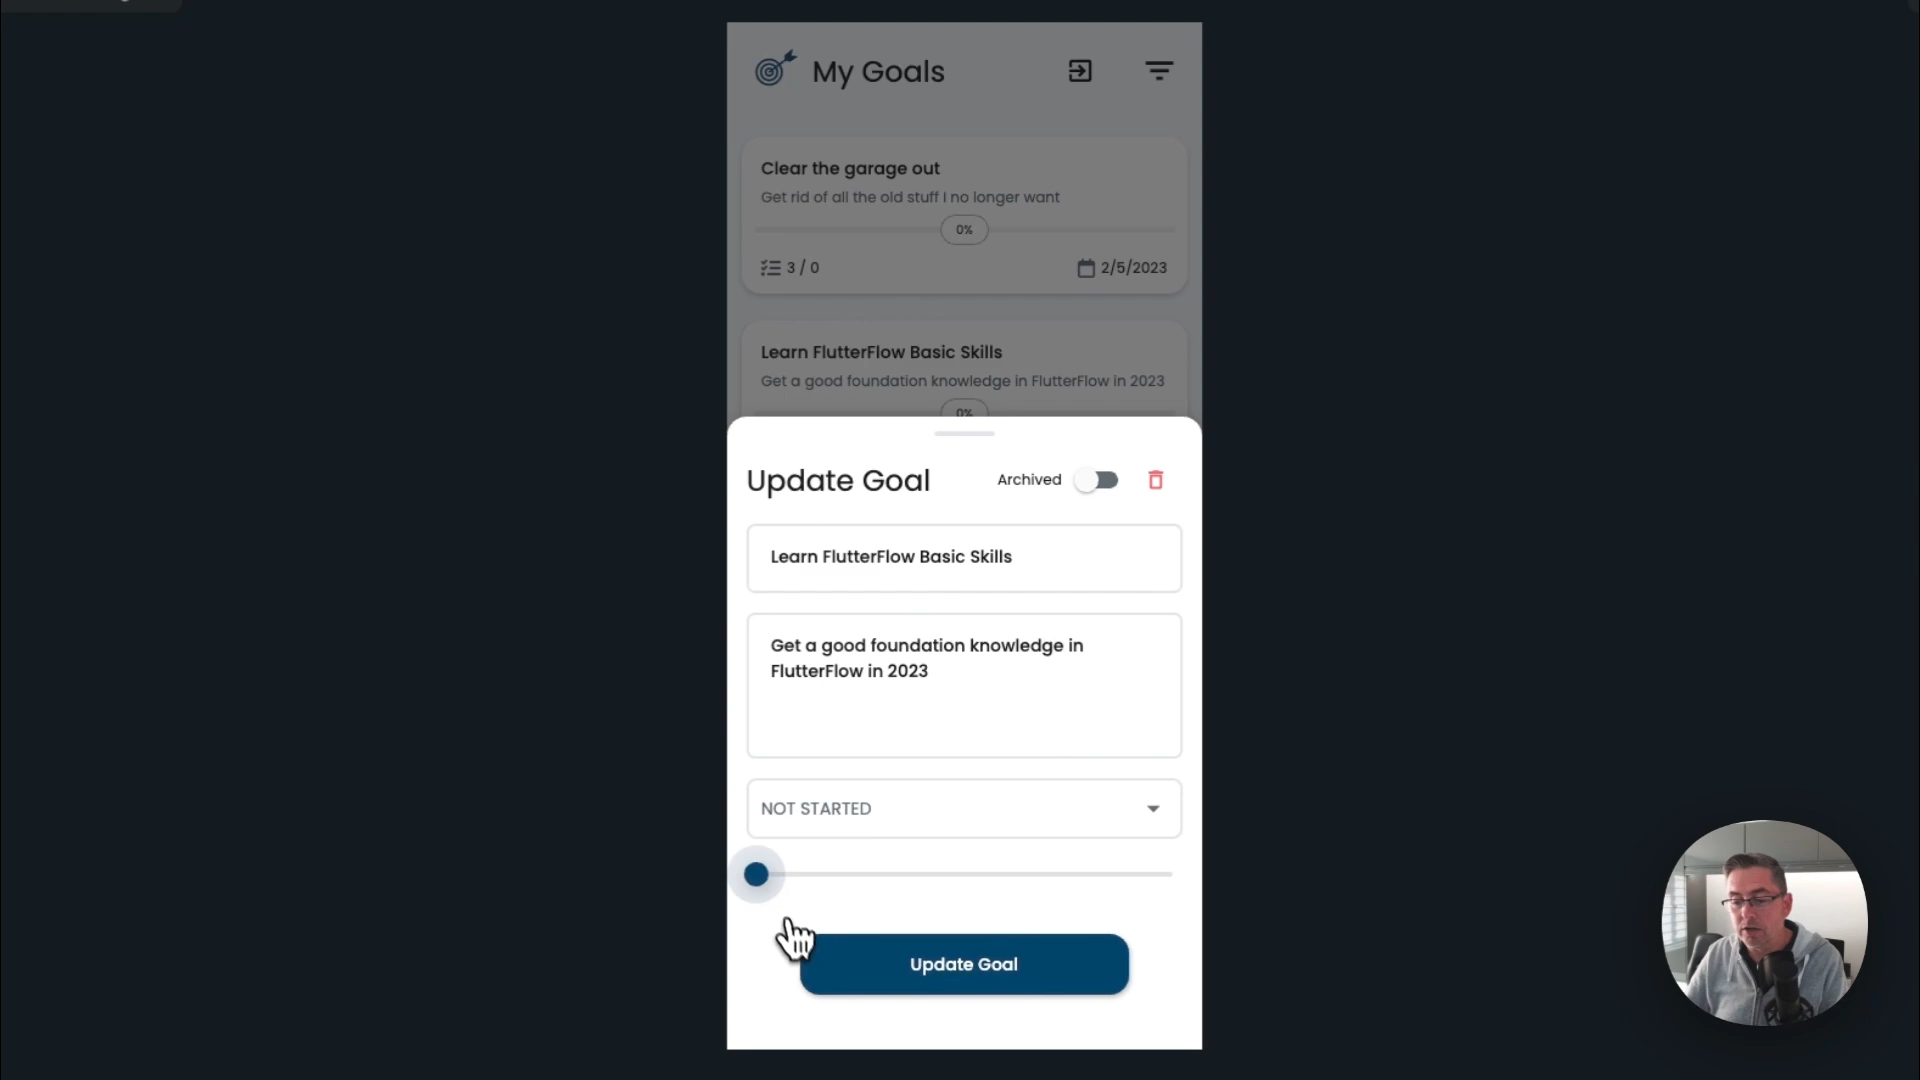 My Goals
Clear the garage out
Get rid of all the old stuff I no longer want
0%
3 / 0
2/5/2023
Learn FlutterFlow Basic Skills
Get a good foundation knowledge in FlutterFlow in 2023
0%
Update Goal
Archived
Learn FlutterFlow Basic Skills
Get a good foundation knowledge in
FlutterFlow in 2023
NOT STARTED
Update Goal